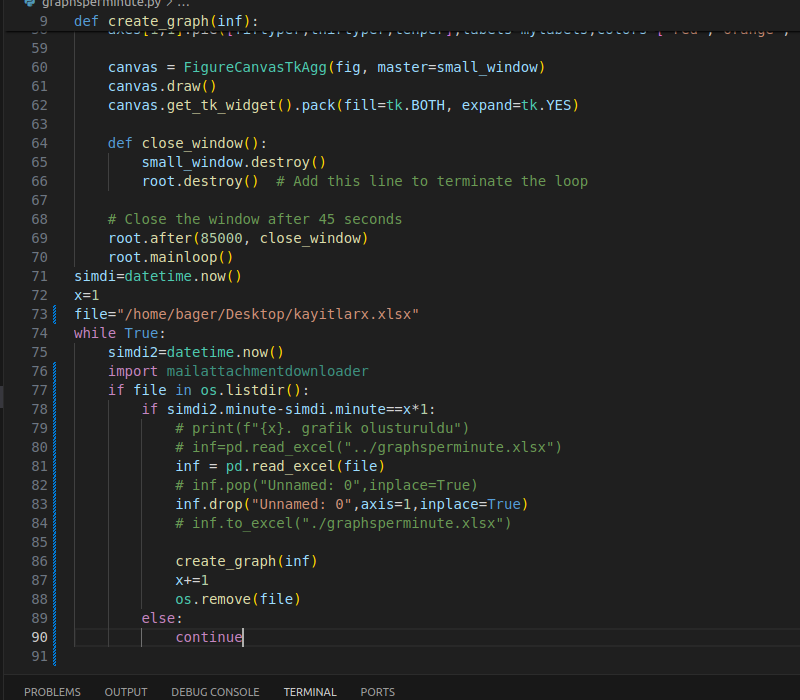 graphsperminute.py > ...
9 def create_graph(inf):
59
60 canvas = FigureCanvasTkAgg(fig, master=small_window)
61 canvas.draw()
62 canvas.get_tk_widget().pack(fill=tk.BOTH, expand=tk.YES)
63
64 def close_window():
65 small_window.destroy()
66 root.destroy()  # Add this line to terminate the loop
67
68 # Close the window after 45 seconds
69 root.after(85000, close_window)
70 root.mainloop()
71 simdi=datetime.now()
72 x=1
73 file="/home/bager/Desktop/kayitlarx.xlsx"
74 while True:
75 simdi2=datetime.now()
76 import mailattachmentdownloader
77 if file in os.listdir():
78 if simdi2.minute-simdi.minute==x*1:
79 # print(f"{x}. grafik olusturuldu")
80 # inf=pd.read_excel("../graphsperminute.xlsx")
81 inf = pd.read_excel(file)
82 # inf.pop("Unnamed: 0",inplace=True)
83 inf.drop("Unnamed: 0",axis=1,inplace=True)
84 # inf.to_excel("./graphsperminute.xlsx")
85
86 create_graph(inf)
87 x+=1
88 os.remove(file)
89 else:
90 continue
91
PROBLEMS OUTPUT DEBUG CONSOLE TERMINAL PORTS